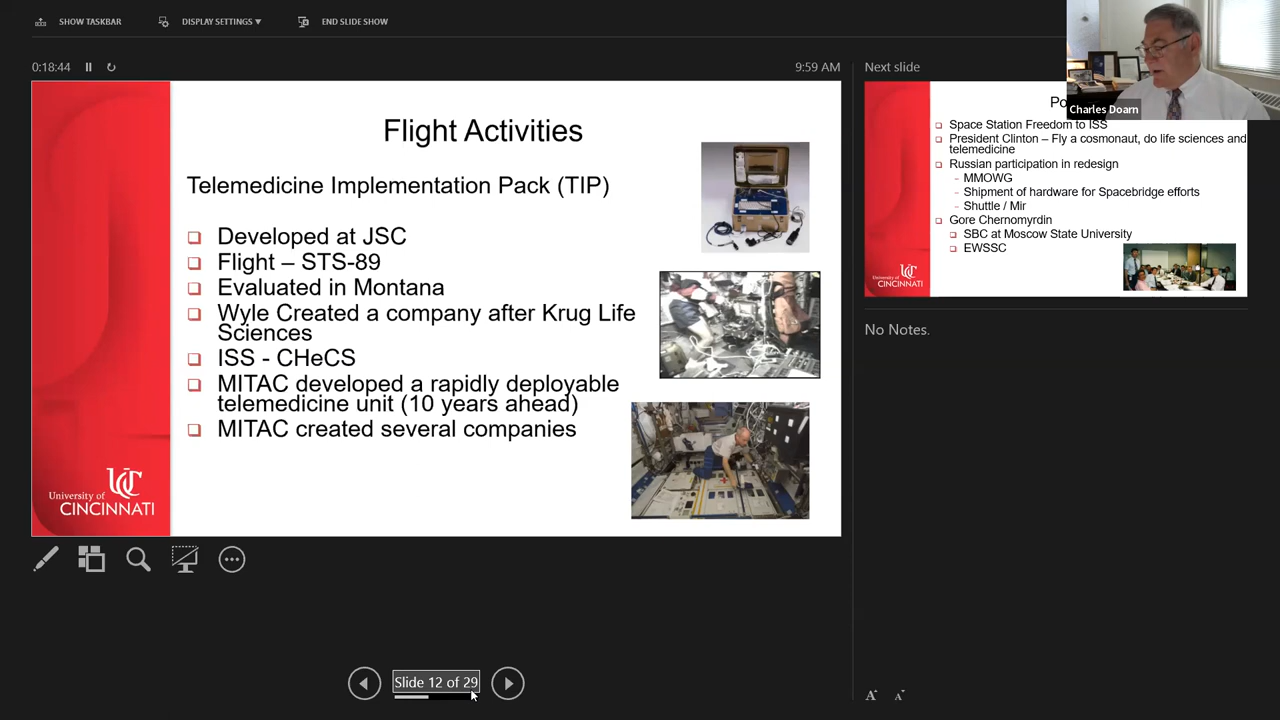 SHOW TASKBAR
DISPLAY SETTINGS ▼
END SLIDE SHOW
0:18:44
9:59 AM
Flight Activities
Telemedicine Implementation Pack (TIP)
Developed at JSC
Flight – STS-89
Evaluated in Montana
Wyle Created a company after Krug Life
Sciences
ISS - CHeCS
MITAC developed a rapidly deployable
telemedicine unit (10 years ahead)
MITAC created several companies
UC
University of
CINCINNATI
Slide 12 of 29
Next slide
Charles Doarn
Space Station Freedom to ISS
President Clinton – Fly a cosmonaut, do life sciences and
telemedicine
Russian participation in redesign
– MMOWG
– Shipment of hardware for Spacebridge efforts
– Shuttle / Mir
Gore Chernomyrdin
SBC at Moscow State University
EWSSC
UC
University of
CINCINNATI
No Notes.
A A